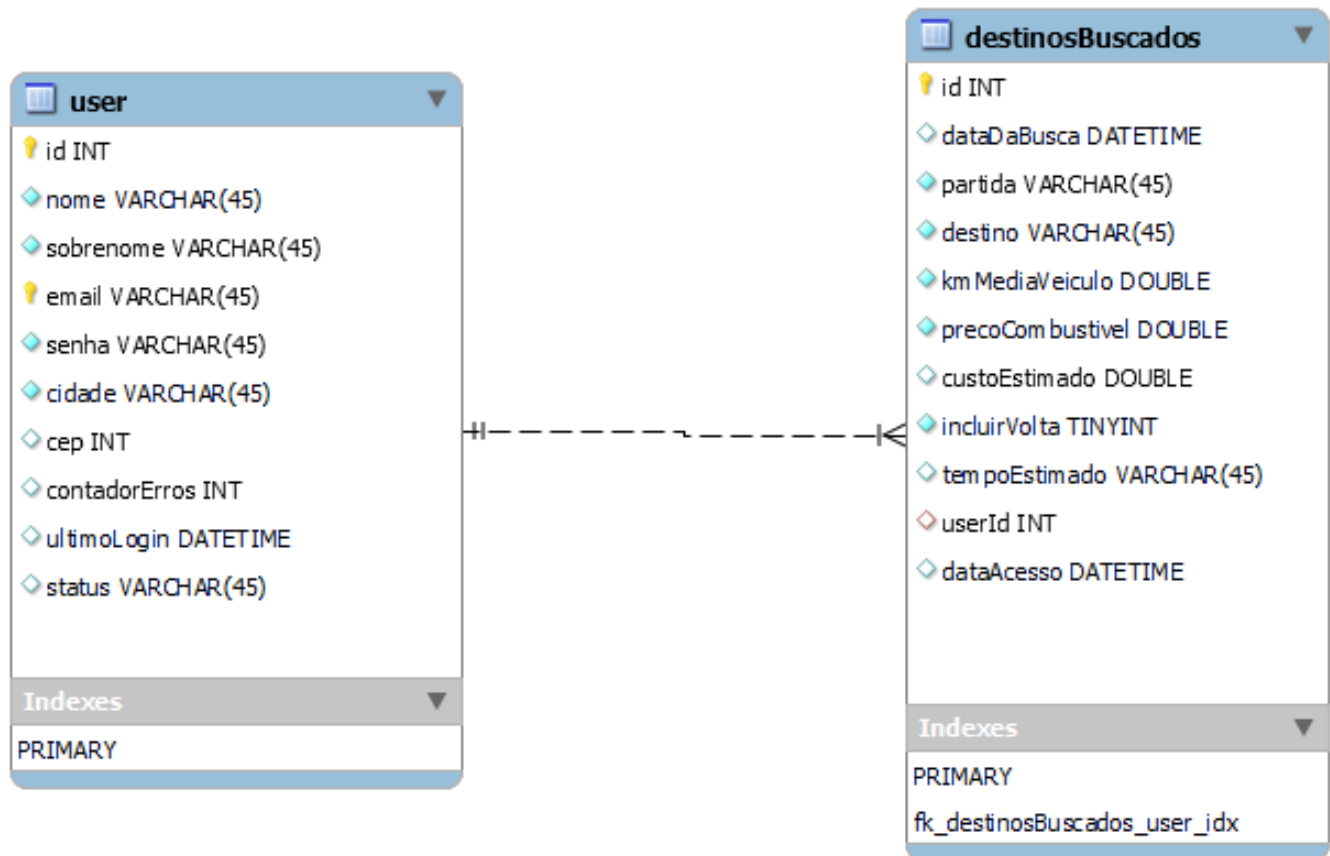 user
id INT
nome VARCHAR(45)
sobrenome VARCHAR(45)
email VARCHAR(45)
senha VARCHAR(45)
cidade VARCHAR(45)
cep INT
contadorErros INT
ultimoLogin DATETIME
status VARCHAR(45)
Indexes
PRIMARY
destinosBuscados
id INT
dataDaBusca DATETIME
partida VARCHAR(45)
destino VARCHAR(45)
kmMediaVeiculo DOUBLE
precoCombustivel DOUBLE
custoEstimado DOUBLE
incluirVolta TINYINT
tempoEstimado VARCHAR(45)
userId INT
dataAcesso DATETIME
Indexes
PRIMARY
fk_destinosBuscados_user_idx